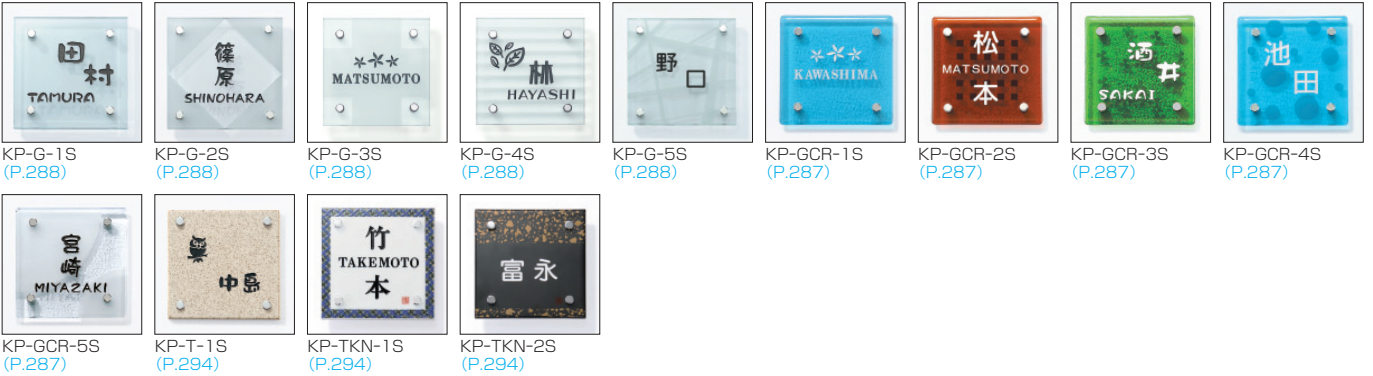 田
村
TAMURA
KP-G-1S
(P.288)
篠
原
SHINOHARA
KP-G-2S
(P.288)
MATSUMOTO
KP-G-3S
(P.288)
林
HAYASHI
KP-G-4S
(P.288)
野
口
KP-G-5S
(P.288)
KAWASHIMA
KP-GCR-1S
(P.287)
松
MATSUMOTO
本
KP-GCR-2S
(P.287)
酒
井
SAKAI
KP-GCR-3S
(P.287)
池
田
KP-GCR-4S
(P.287)
宮
崎
MIYAZAKI
KP-GCR-5S
(P.287)
中島
KP-T-1S
(P.294)
竹
TAKEMOTO
本
KP-TKN-1S
(P.294)
富永
KP-TKN-2S
(P.294)